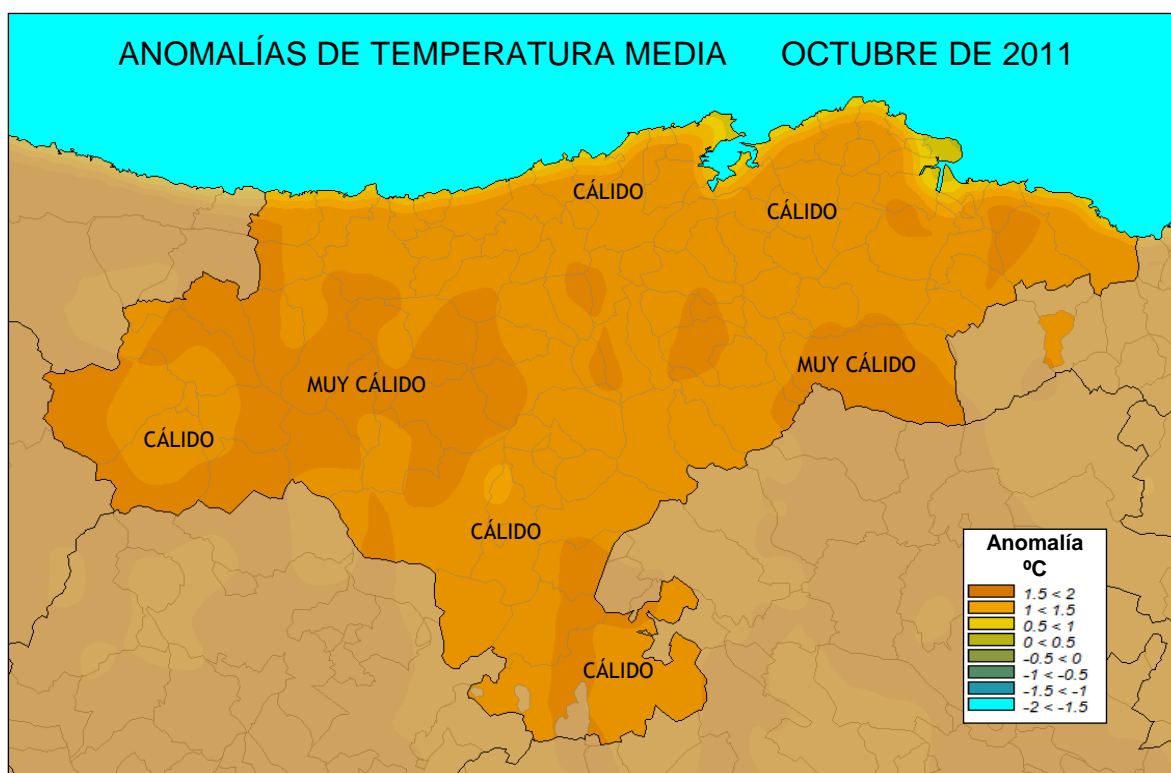 ANOMALÍAS DE TEMPERATURA MEDIA OCTUBRE DE 2011
CÁLIDO
CÁLIDO
MUY CÁLIDO
MUY CÁLIDO
CÁLIDO
CÁLIDO
CÁLIDO
Anomalía
ºC
1.5 < 2
1 < 1.5
0.5 < 1
0 < 0.5
-0.5 < 0
-1 < -0.5
-1.5 < -1
-2 < -1.5